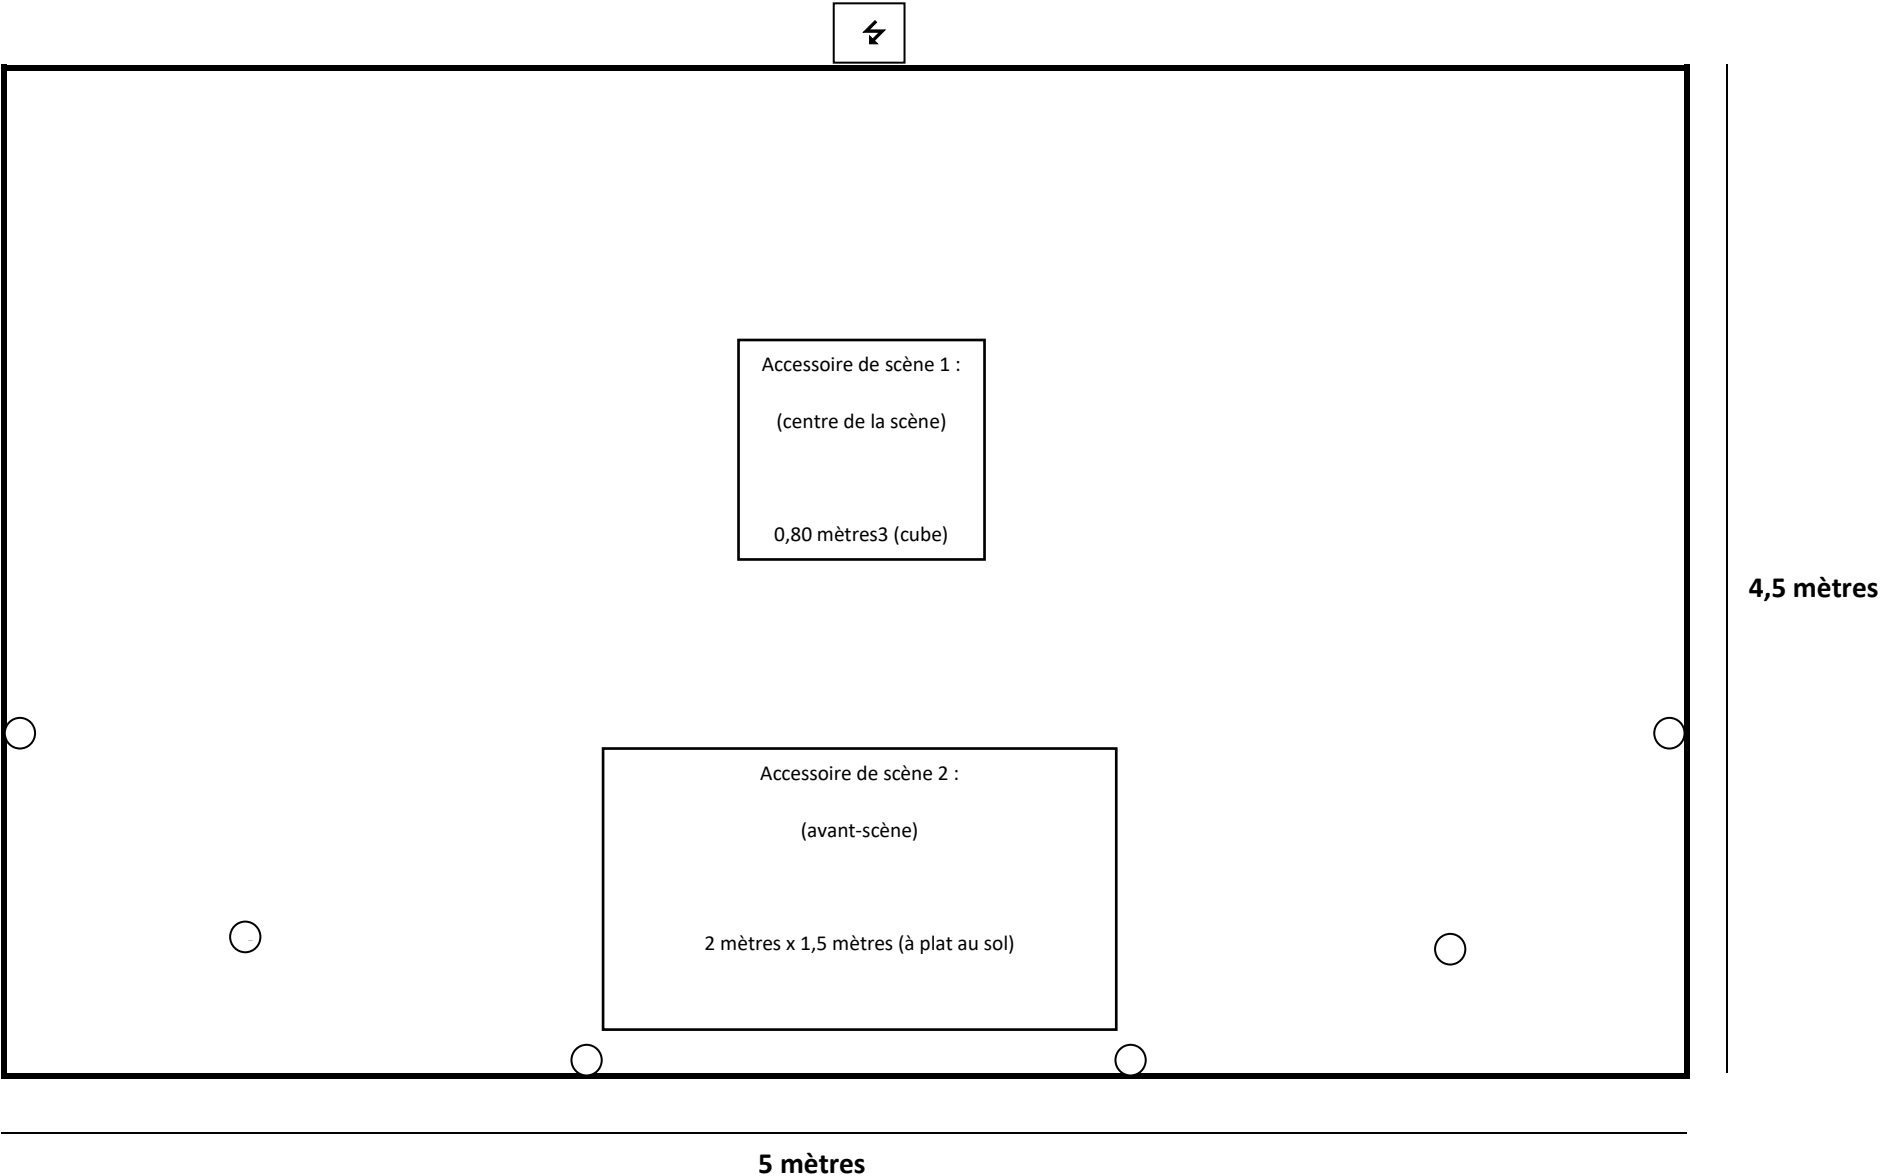 Accessoire de scène 1 :
(centre de la scène)
0,80 mètres3 (cube)
4,5 mètres
Accessoire de scène 2 :
(avant-scène)
2 mètres x 1,5 mètres (à plat au sol)
5 mètres